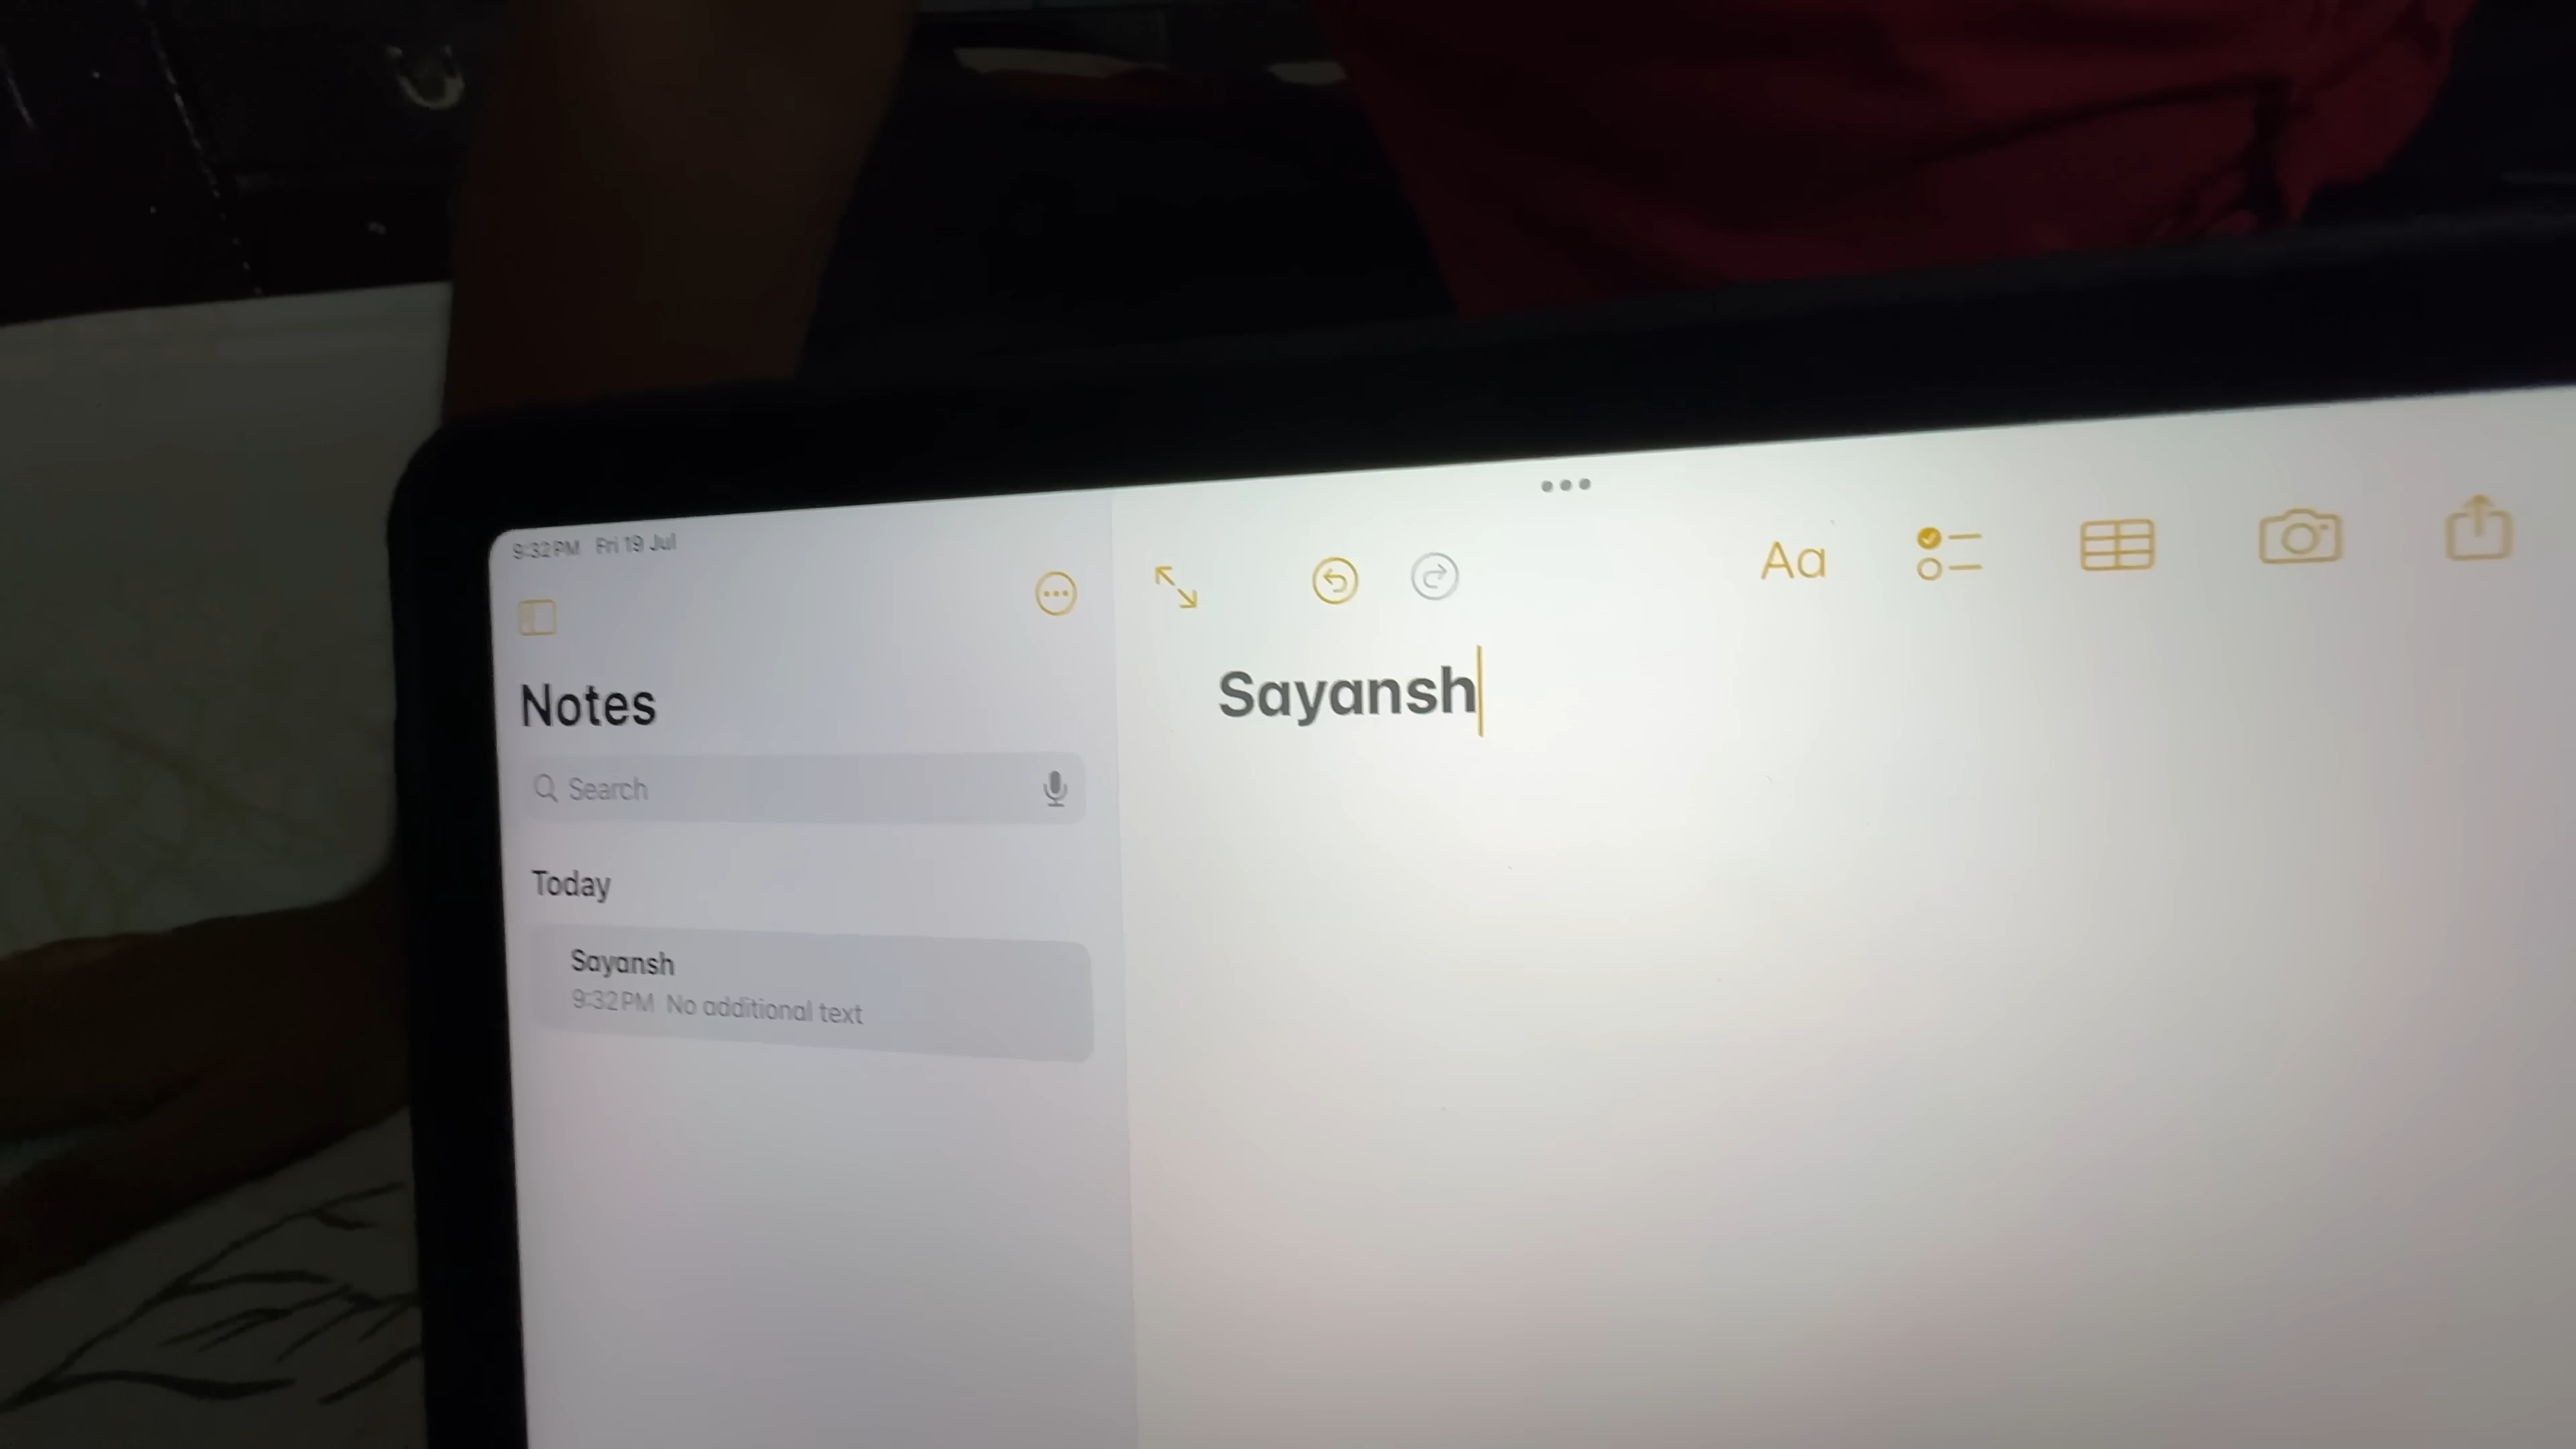 9:32 PM Fri 19 Jul
Notes
Search
Today
Sayansh
9:32 PM No additional text
Aa
Sayansh